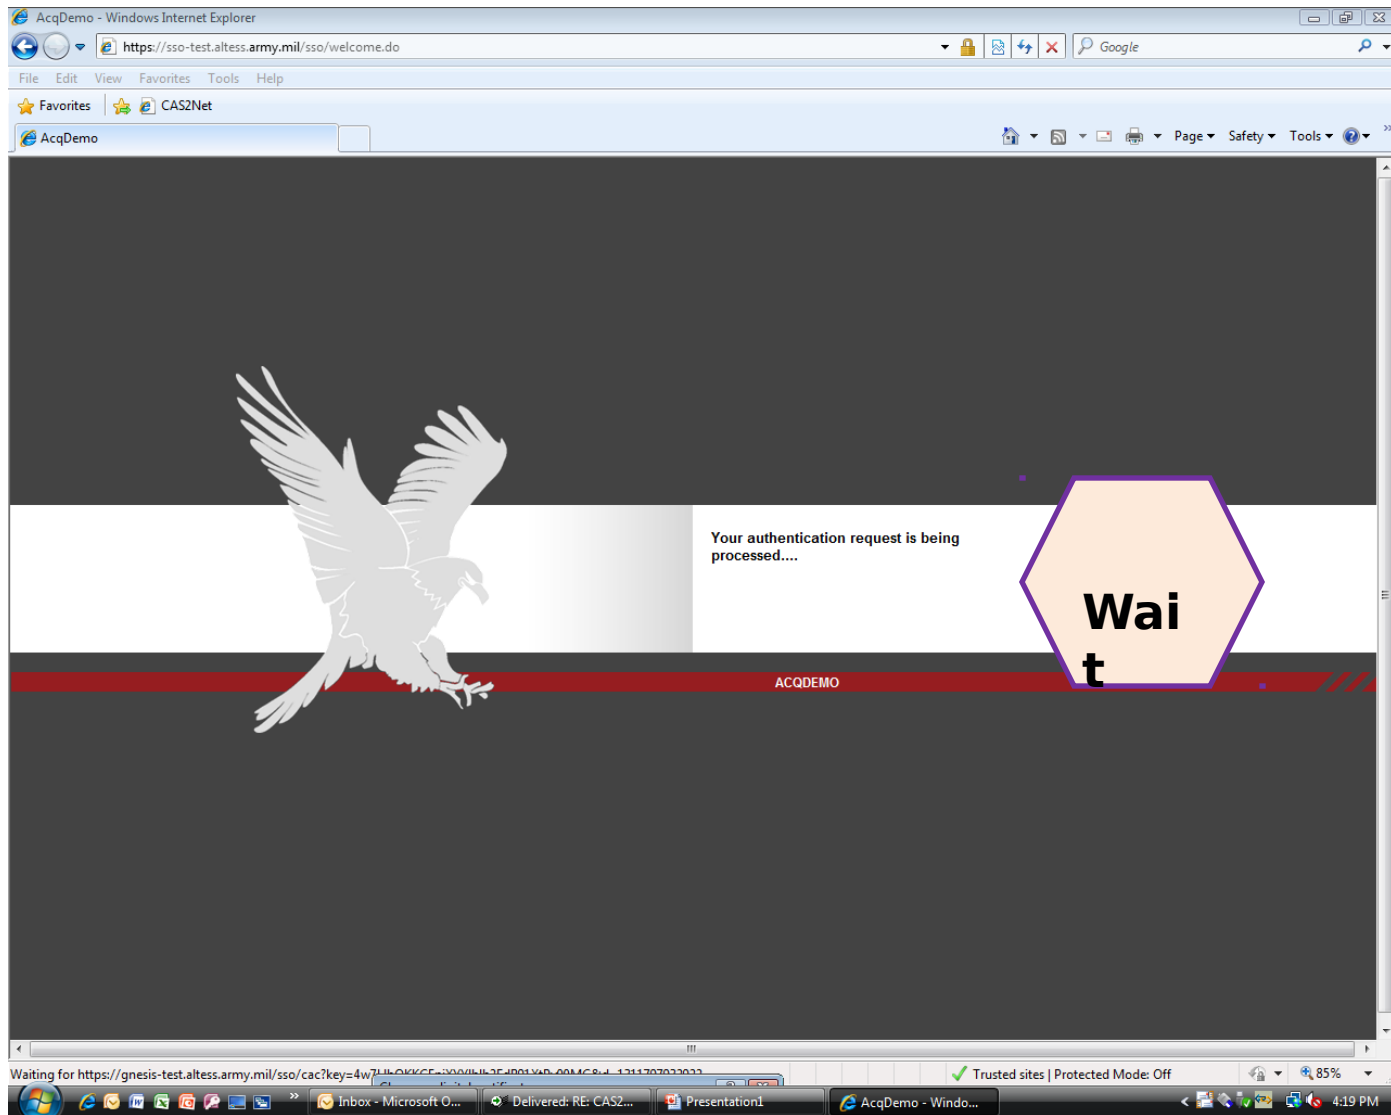 AcqDemo - Windows Internet Explorer
https://sso-test.altess.army.mil/sso/welcome.do
Google
File Edit View Favorites Tools Help
Favorites CAS2Net
AcqDemo
Page Safety Tools
Your authentication request is being
processed....
Wai
t
ACQDEMO
Waiting for https://gnesis-test.altess.army.mil/sso/cac?key=
Trusted sites | Protected Mode: Off
85%
Inbox - Microsoft O...
Delivered: RE: CAS2...
Presentation1
AcqDemo - Windo...
4:19 PM